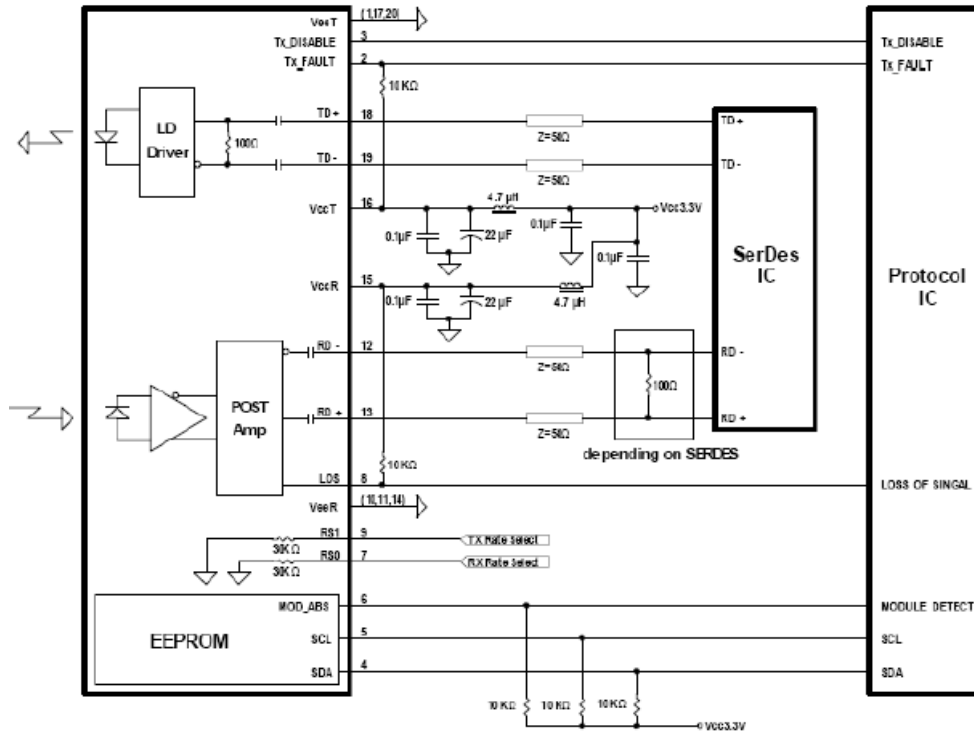 VeeT (1,17,20)
Tx_DISABLE 3 Tx_DISABLE
Tx_FAULT 2 Tx_FAULT
10 KΩ
LD Driver
100Ω
TD+ 18 Z=50Ω TD +
TD - 19 Z=50Ω TD -
VccT 16 4.7 µH Vcc3.3V
0.1µF 22 µF 0.1µF
0.1µF
SerDes IC
Protocol IC
VccR 15
0.1µF 22 µF 4.7 µH
RD - 12 Z=50Ω RD -
100Ω
POST Amp
RD + 13 Z=50Ω RD +
depending on SERDES
10 KΩ
LOS 8 LOSS OF SINGAL
VeeR (10,11,14)
RS1 9 TX Rate Select
30KΩ
RS0 7 RX Rate Select
30KΩ
EEPROM
MOD_ABS 6 MODULE DETECT
SCL 5 SCL
SDA 4 SDA
10 KΩ 10 KΩ 10 KΩ
Vcc3.3V